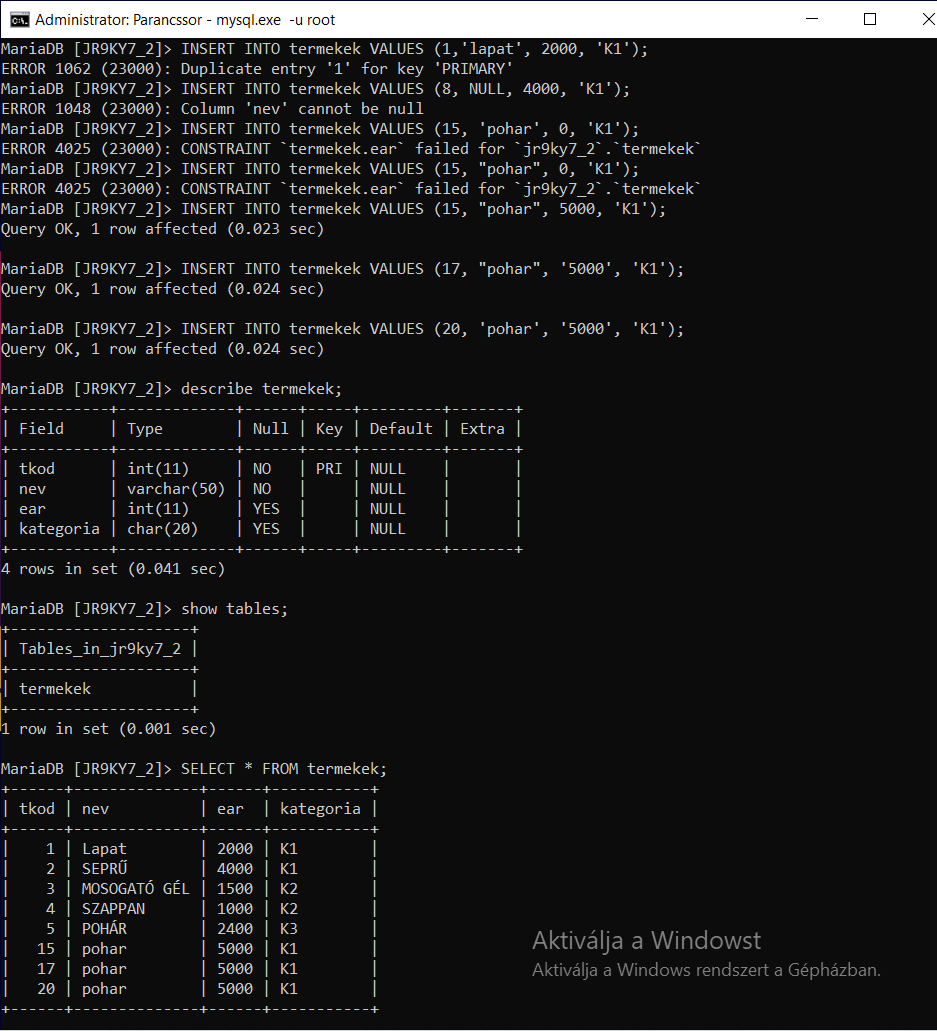 Administrator: Parancssor - mysql.exe  -u root
MariaDB [JR9KY7_2]> INSERT INTO termekek VALUES (1,'lapat', 2000, 'K1');
ERROR 1062 (23000): Duplicate entry '1' for key 'PRIMARY'
MariaDB [JR9KY7_2]> INSERT INTO termekek VALUES (8, NULL, 4000, 'K1');
ERROR 1048 (23000): Column 'nev' cannot be null
MariaDB [JR9KY7_2]> INSERT INTO termekek VALUES (15, 'pohar', 0, 'K1');
ERROR 4025 (23000): CONSTRAINT `termekek.ear` failed for `jr9ky7_2`.`termekek`
MariaDB [JR9KY7_2]> INSERT INTO termekek VALUES (15, "pohar", 0, 'K1');
ERROR 4025 (23000): CONSTRAINT `termekek.ear` failed for `jr9ky7_2`.`termekek`
MariaDB [JR9KY7_2]> INSERT INTO termekek VALUES (15, "pohar", 5000, 'K1');
Query OK, 1 row affected (0.023 sec)
MariaDB [JR9KY7_2]> INSERT INTO termekek VALUES (17, "pohar", '5000', 'K1');
Query OK, 1 row affected (0.024 sec)
MariaDB [JR9KY7_2]> INSERT INTO termekek VALUES (20, 'pohar', '5000', 'K1');
Query OK, 1 row affected (0.024 sec)
MariaDB [JR9KY7_2]> describe termekek;
+-----------+-------------+------+-----+---------+-------+
| Field     | Type        | Null | Key | Default | Extra |
+-----------+-------------+------+-----+---------+-------+
| tkod      | int(11)     | NO   | PRI | NULL    |       |
| nev       | varchar(50) | NO   |     | NULL    |       |
| ear       | int(11)     | YES  |     | NULL    |       |
| kategoria | char(20)    | YES  |     | NULL    |       |
+-----------+-------------+------+-----+---------+-------+
4 rows in set (0.041 sec)
MariaDB [JR9KY7_2]> show tables;
+--------------------+
| Tables_in_jr9ky7_2 |
+--------------------+
| termekek           |
+--------------------+
1 row in set (0.001 sec)
MariaDB [JR9KY7_2]> SELECT * FROM termekek;
+------+--------------+------+-----------+
| tkod | nev          | ear  | kategoria |
+------+--------------+------+-----------+
|    1 | Lapat        | 2000 | K1        |
|    2 | SEPRŰ        | 4000 | K1        |
|    3 | MOSOGATÓ GÉL | 1500 | K2        |
|    4 | SZAPPAN      | 1000 | K2        |
|    5 | POHÁR        | 2400 | K3        |
|   15 | pohar        | 5000 | K1        |
|   17 | pohar        | 5000 | K1        |
|   20 | pohar        | 5000 | K1        |
+------+--------------+------+-----------+
Aktiválja a Windowst
Aktiválja a Windows rendszert a Gépházban.